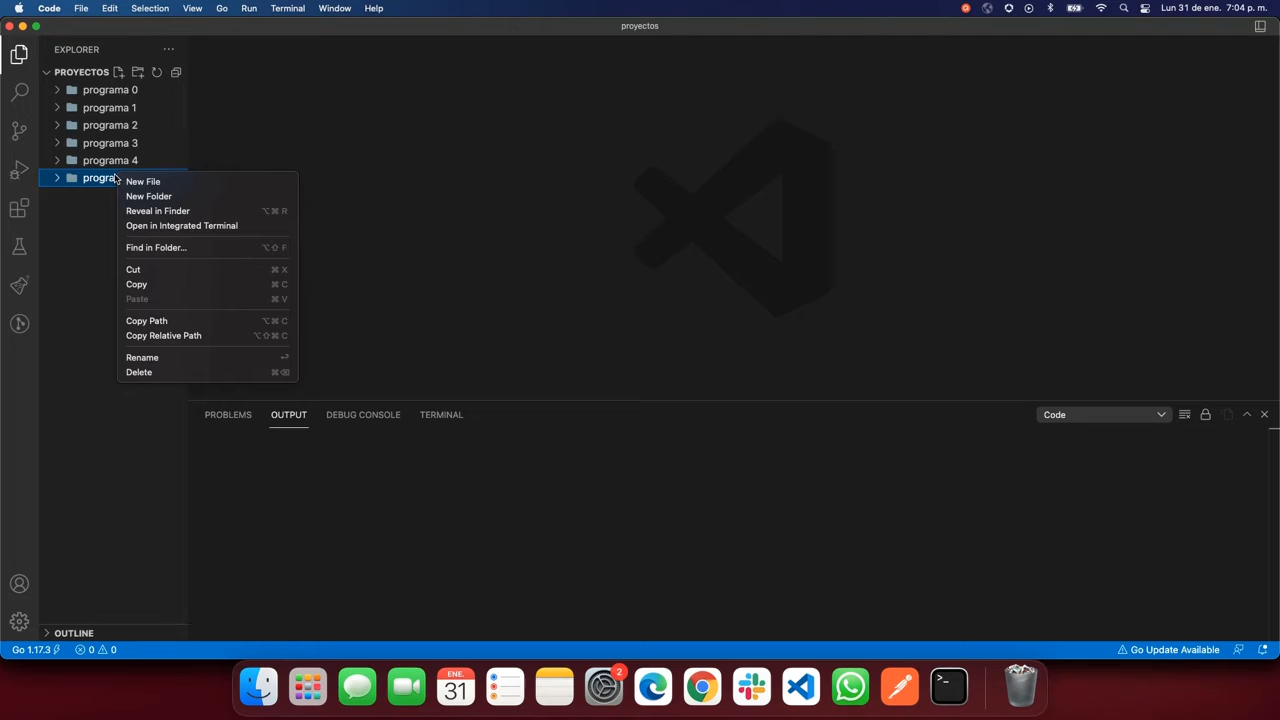 Code File Edit Selection View Go Run Terminal Window Help Lun 31 de ene. 7:04 p. m.
proyectos
EXPLORER
PROYECTOS
programa 0
programa 1
programa 2
programa 3
programa 4
New File
New Folder
Reveal in Finder ⌥⌘ R
Open in Integrated Terminal
Find in Folder... ⌥⇧ F
Cut ⌘ X
Copy ⌘ C
Paste ⌘ V
Copy Path ⌥⌘ C
Copy Relative Path ⌥⇧⌘ C
Rename ⏎
Delete ⌘⌫
PROBLEMS OUTPUT DEBUG CONSOLE TERMINAL Code
OUTLINE
Go 1.17.3 0 0 Go Update Available
ENE.
31
2
>_